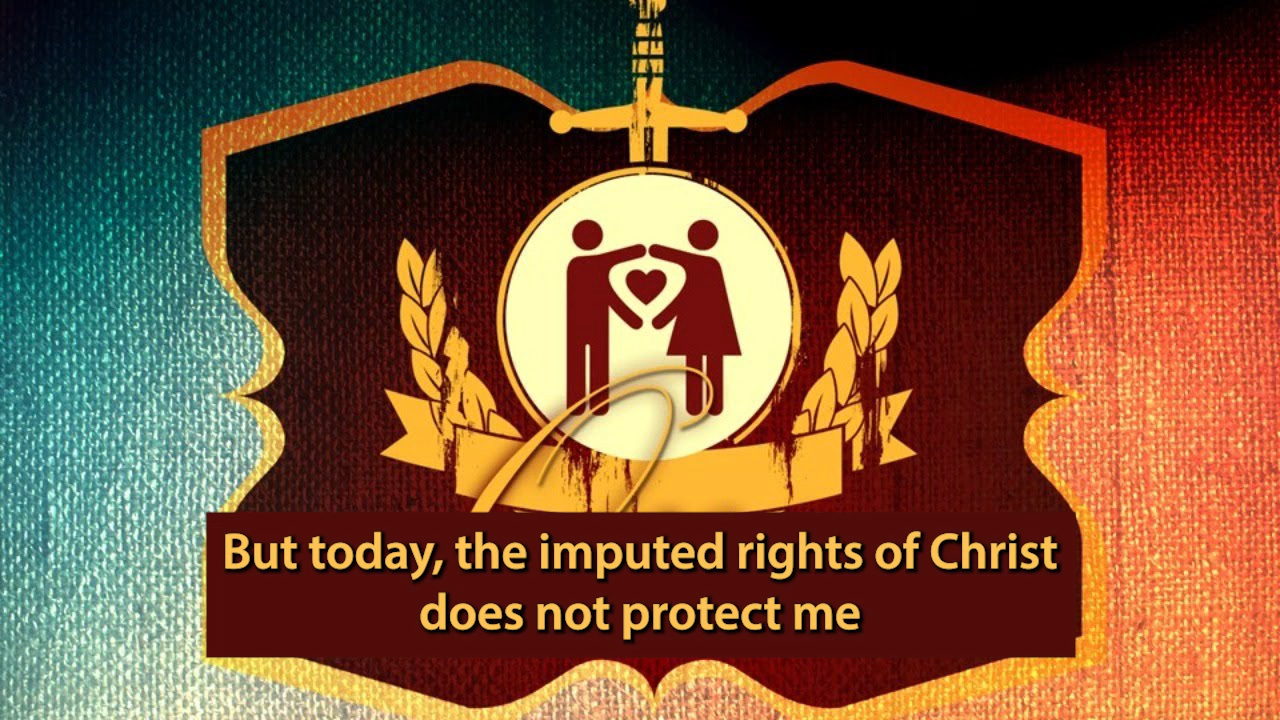 But today, the imputed rights of Christ
does not protect me